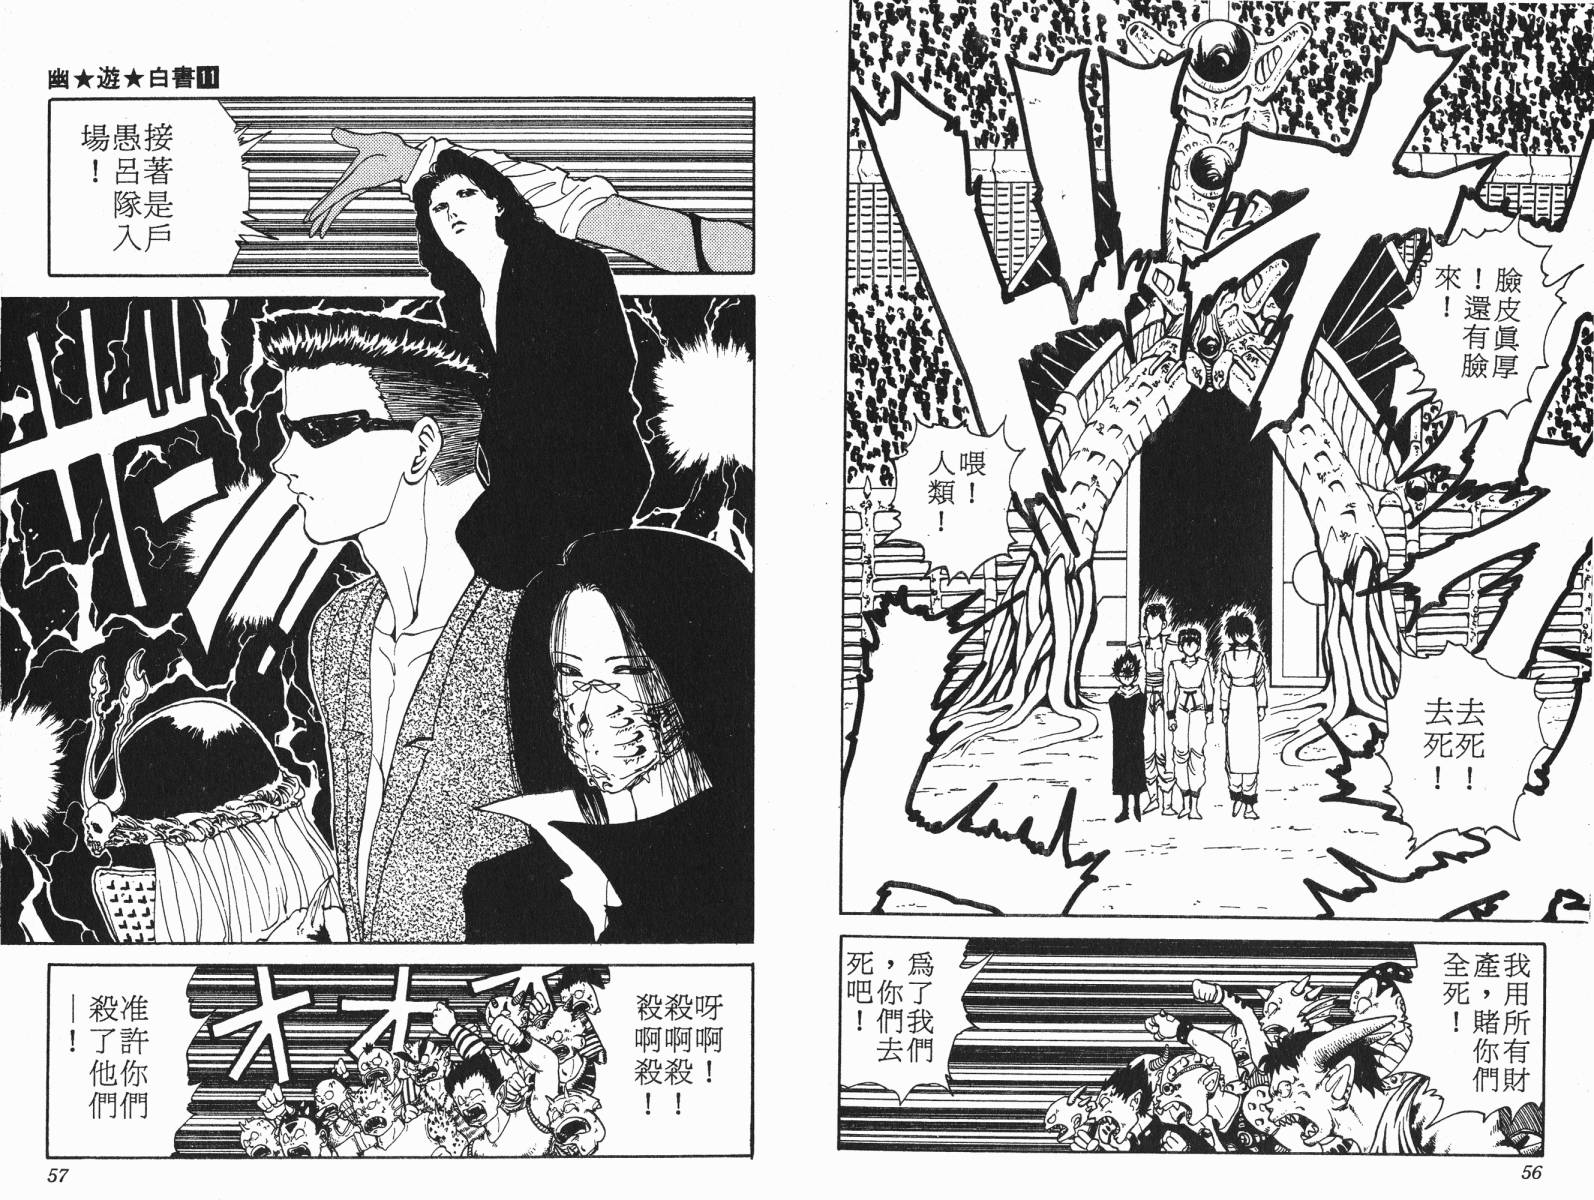 臉皮眞厚
！還有臉
來！
喂！
人類！
去死！
去死！
我用所有財
產，賭你們
全死！
爲了我們
，你們去
死吧！
56
幽★遊★白書11
接著是戶
愚呂隊入
場！
呀啊！
殺啊殺！
殺啊殺！
准許你們
殺了他們
—！
57